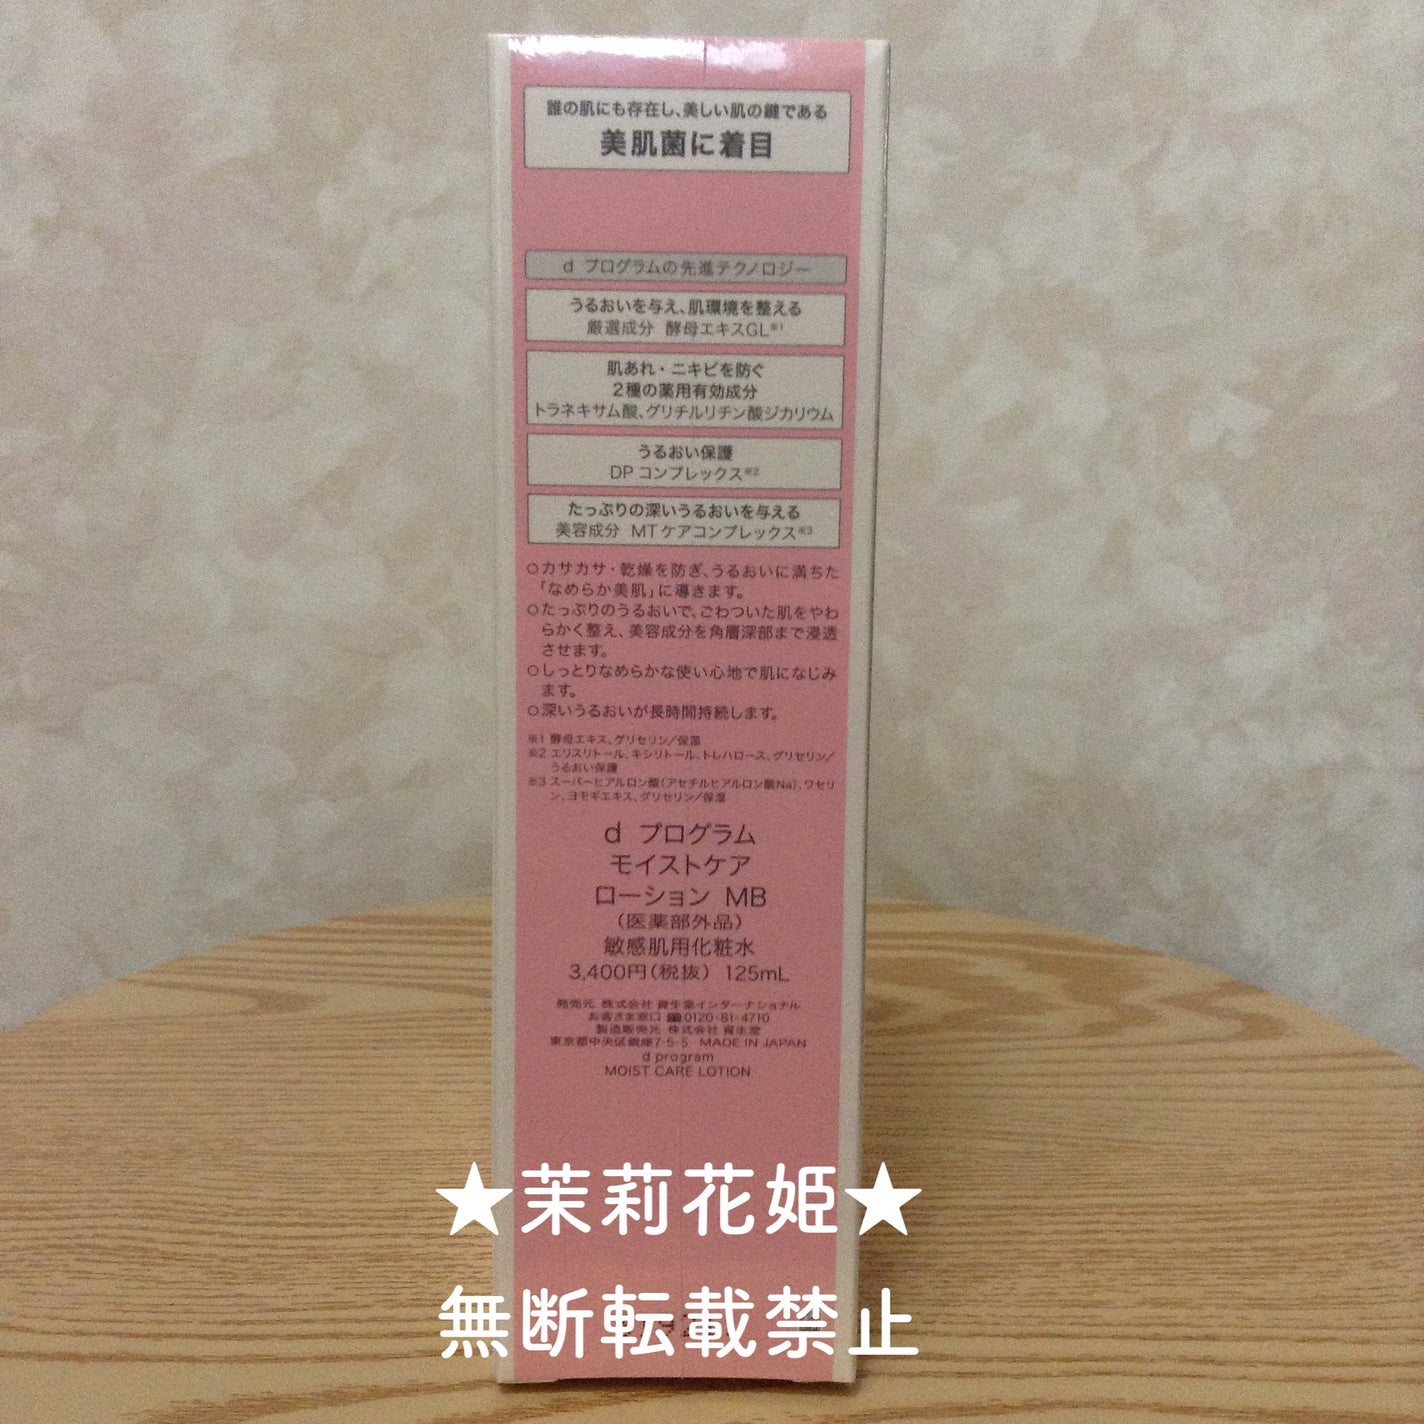 誰の肌にも存在し、美しい肌の鍵である
美肌菌に着目
d プログラムの先進テクノロジー
うるおいを与え、肌環境を整える
厳選成分 酵母エキスGL※1
肌あれ・ニキビを防ぐ
2種の薬用有効成分
トラネキサム酸、グリチルリチン酸ジカリウム
うるおい保護
DP コンプレックス※2
たっぷりの深いうるおいを与える
美容成分 MTケアコンプレックス※3
○カサカサ・乾燥を防ぎ、うるおいに満ちた
「なめらか美肌」に導きます。
○たっぷりのうるおいで、ごわついた肌をやわ
らかく整え、美容成分を角層深部まで浸透
させます。
○しっとりなめらかな使い心地で肌になじみ
ます。
○深いうるおいが長時間持続します。
※1 酵母エキス、グリセリン/保湿
※2 エリスリトール、キシリトール、トレハロース、グリセリン/
うるおい保護
※3 スーパーヒアルロン酸(アセチルヒアルロン酸Na)、ワセリ
ン、ヨモギエキス、グリセリン/保湿
d プログラム
モイストケア
ローション MB
(医薬部外品)
敏感肌用化粧水
3,400円(税抜) 125mL
発売元 株式会社 資生堂インターナショナル
お客さま窓口 0120-81-4710
製造販売元 株式会社 資生堂
東京都中央区銀座7-5-5 MADE IN JAPAN
d program
MOIST CARE LOTION
★茉莉花姫★
無断転載禁止